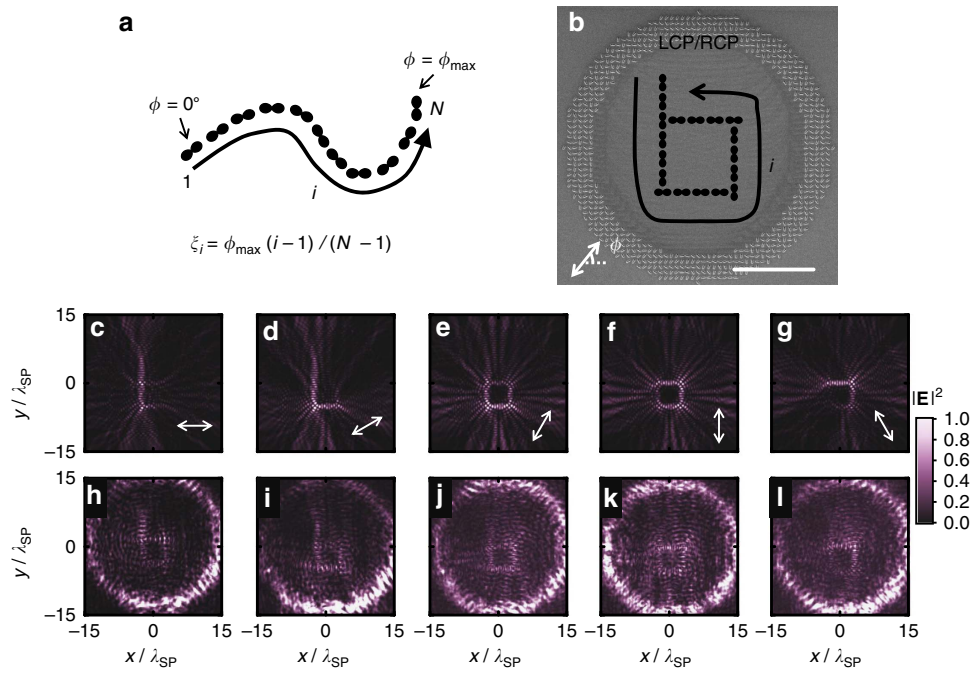 a
ϕ = 0°
ϕ = ϕmax
N
1
i
ξi = ϕmax (i − 1) / (N − 1)
b
LCP/RCP
i
ϕ
c
d
e
f
g
15
0
−15
y / λSP
|E|²
1.0
0.8
0.6
0.4
0.2
0.0
h
i
j
k
l
15
0
−15
y / λSP
−15 0 15 −15 0 15 −15 0 15 −15 0 15 −15 0 15
x / λSP x / λSP x / λSP x / λSP x / λSP